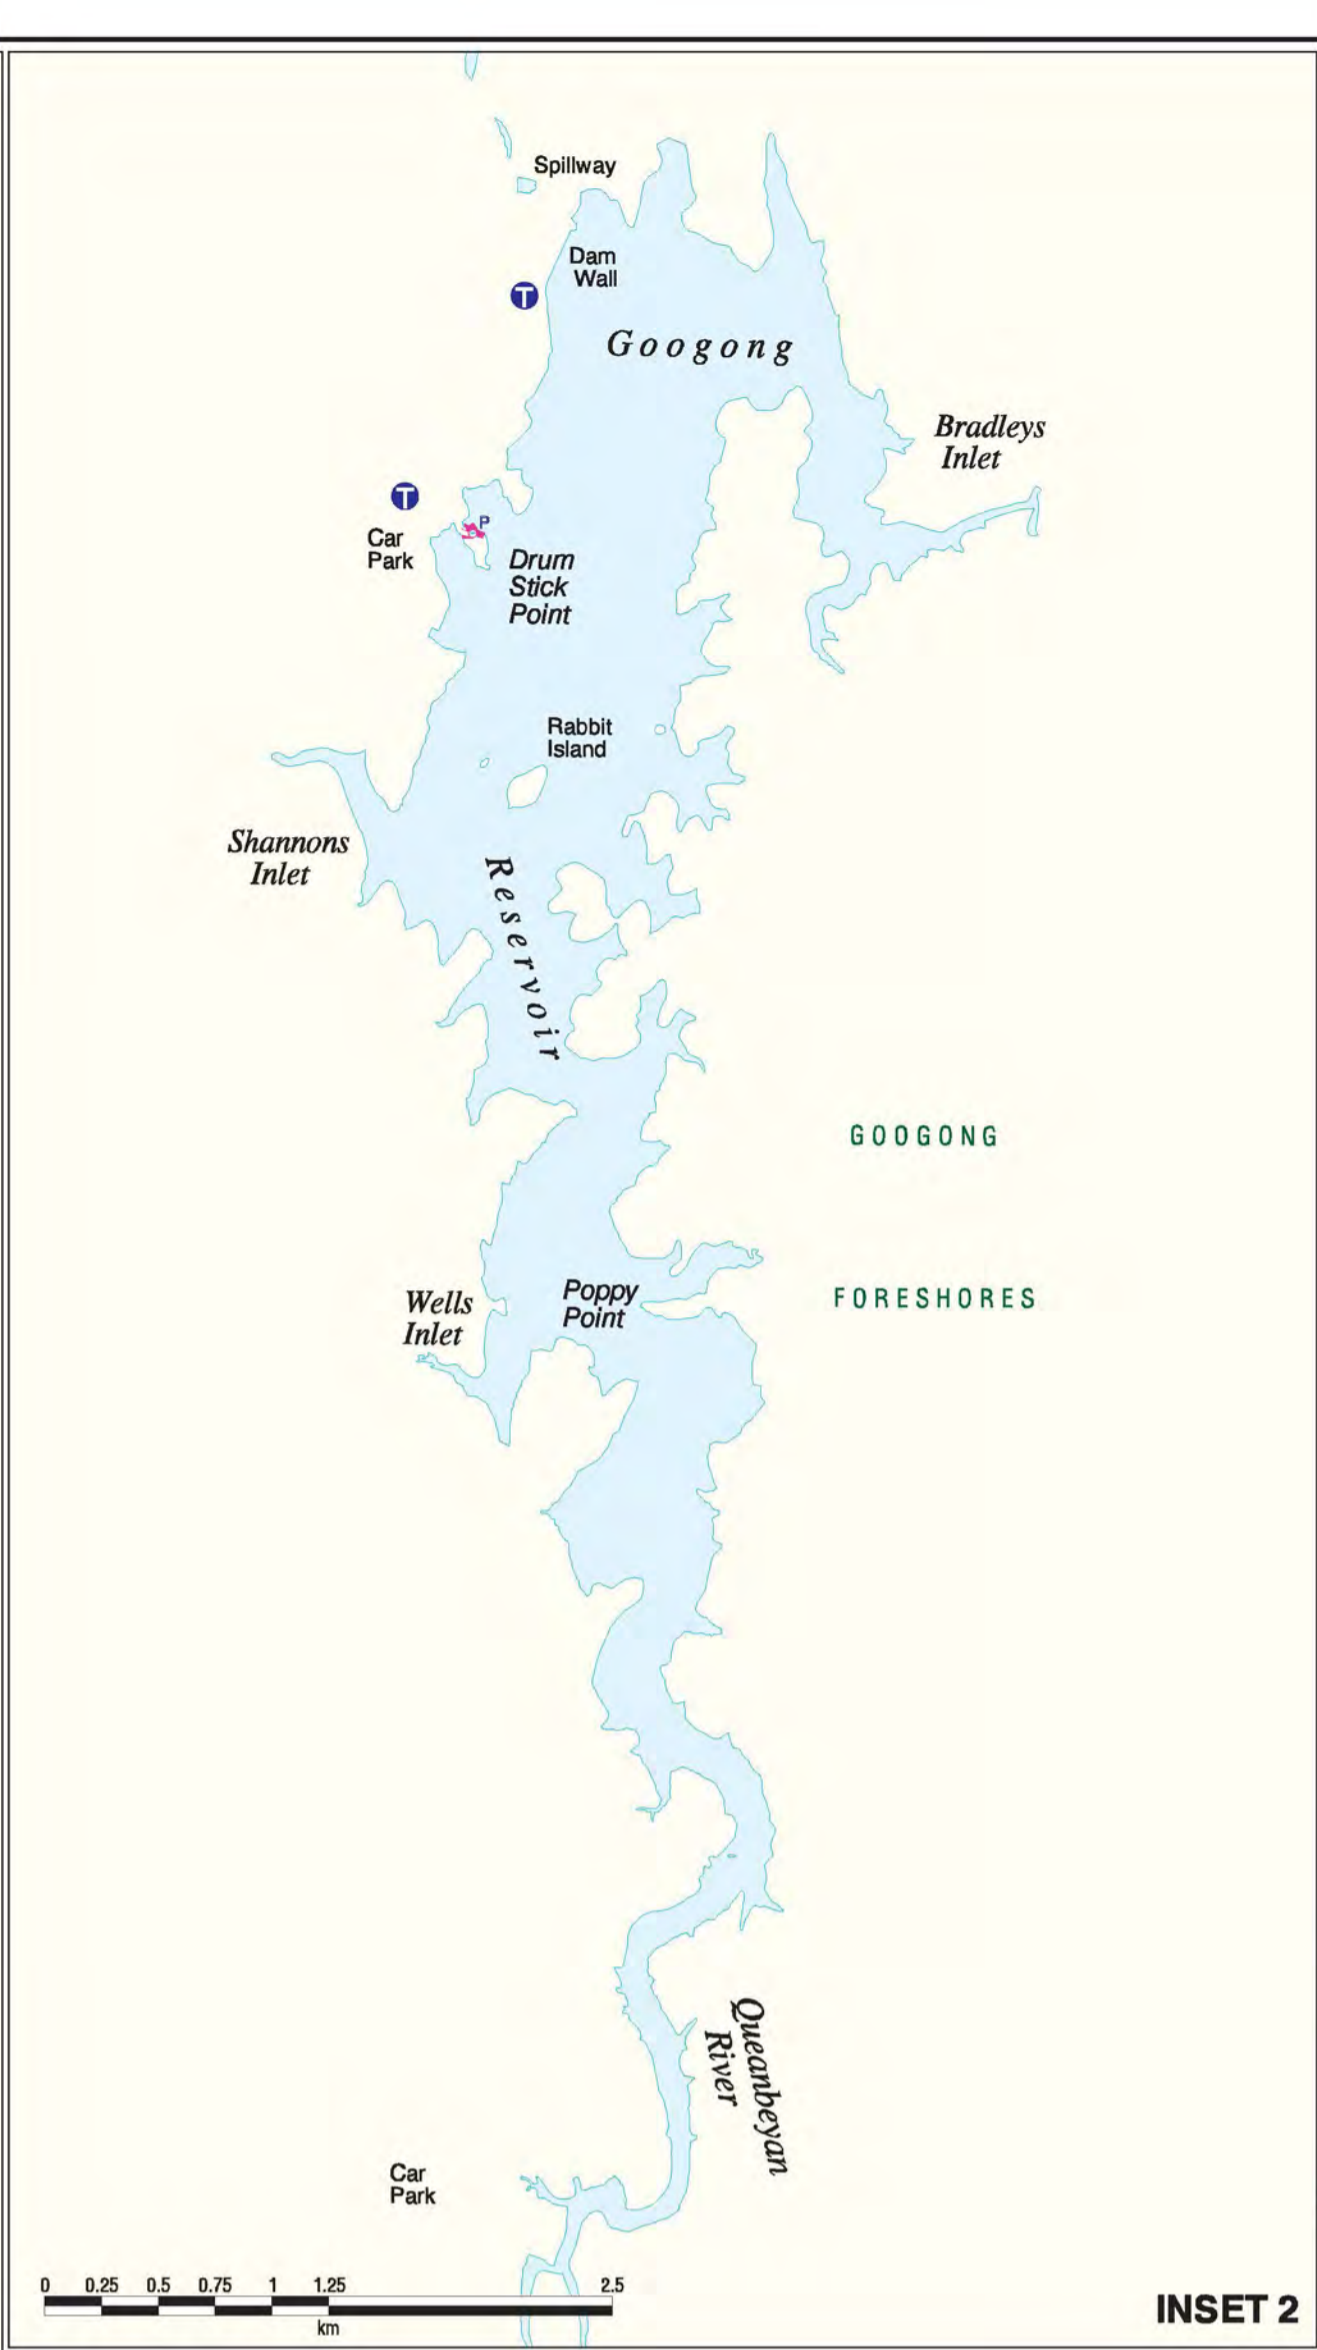 Spillway
Dam
Wall
T
Googong
Bradleys
Inlet
T
P
Car
Park
Drum
Stick
Point
Rabbit
Island
Shannons
Inlet
Reservoir
GOOGONG
Wells
Inlet
Poppy
Point
FORESHORES
Queanbeyan
River
Car
Park
0 0.25 0.5 0.75 1 1.25 2.5
km
INSET 2